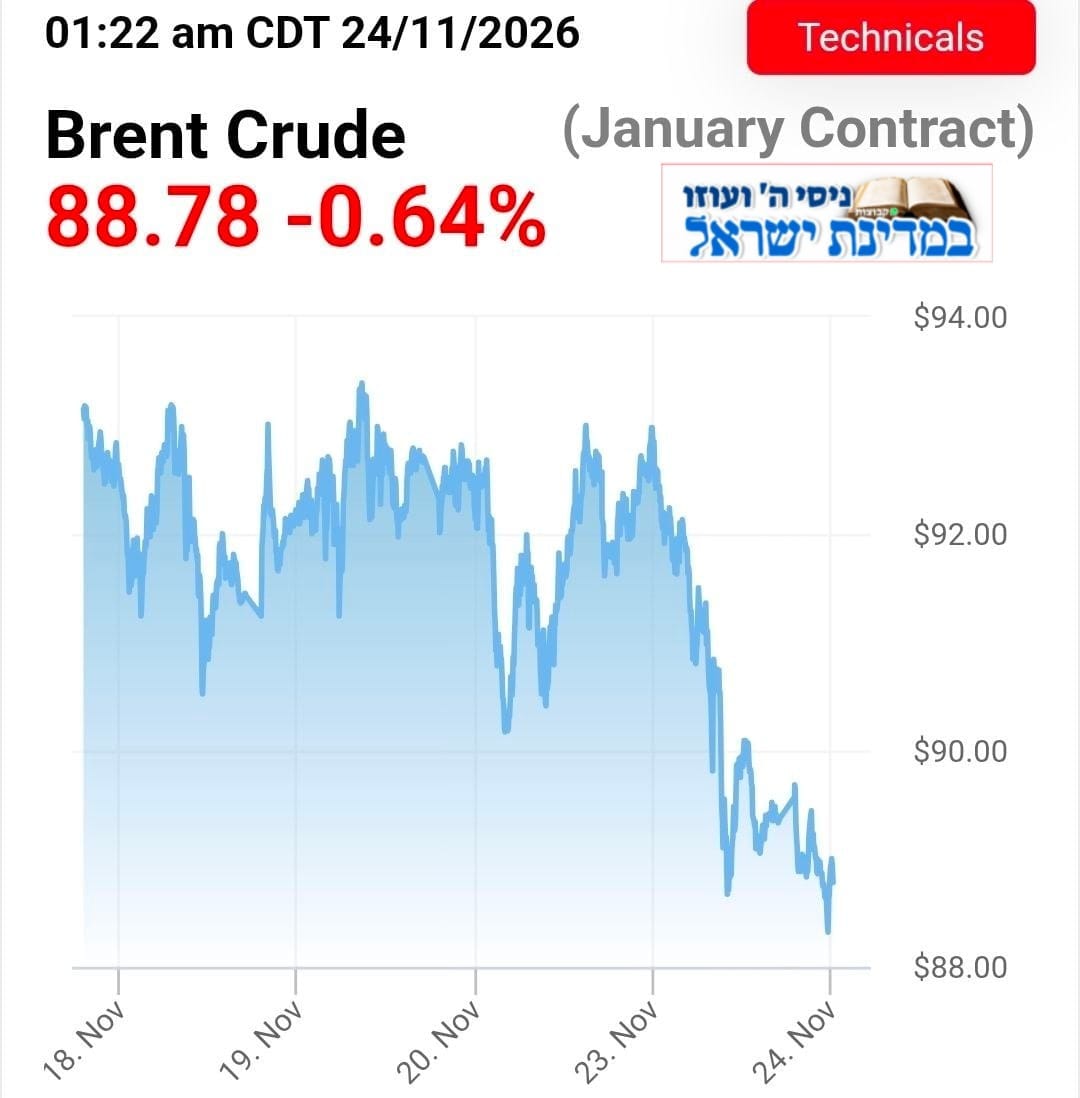 01:22 am CDT 24/11/2026
Technicals
Brent Crude
(January Contract)
88.78 -0.64%
ניסי ה' ועוזו
קבוצות
במדינת ישראל
$94.00
$92.00
$90.00
$88.00
18. Nov
19. Nov
20. Nov
23. Nov
24. Nov